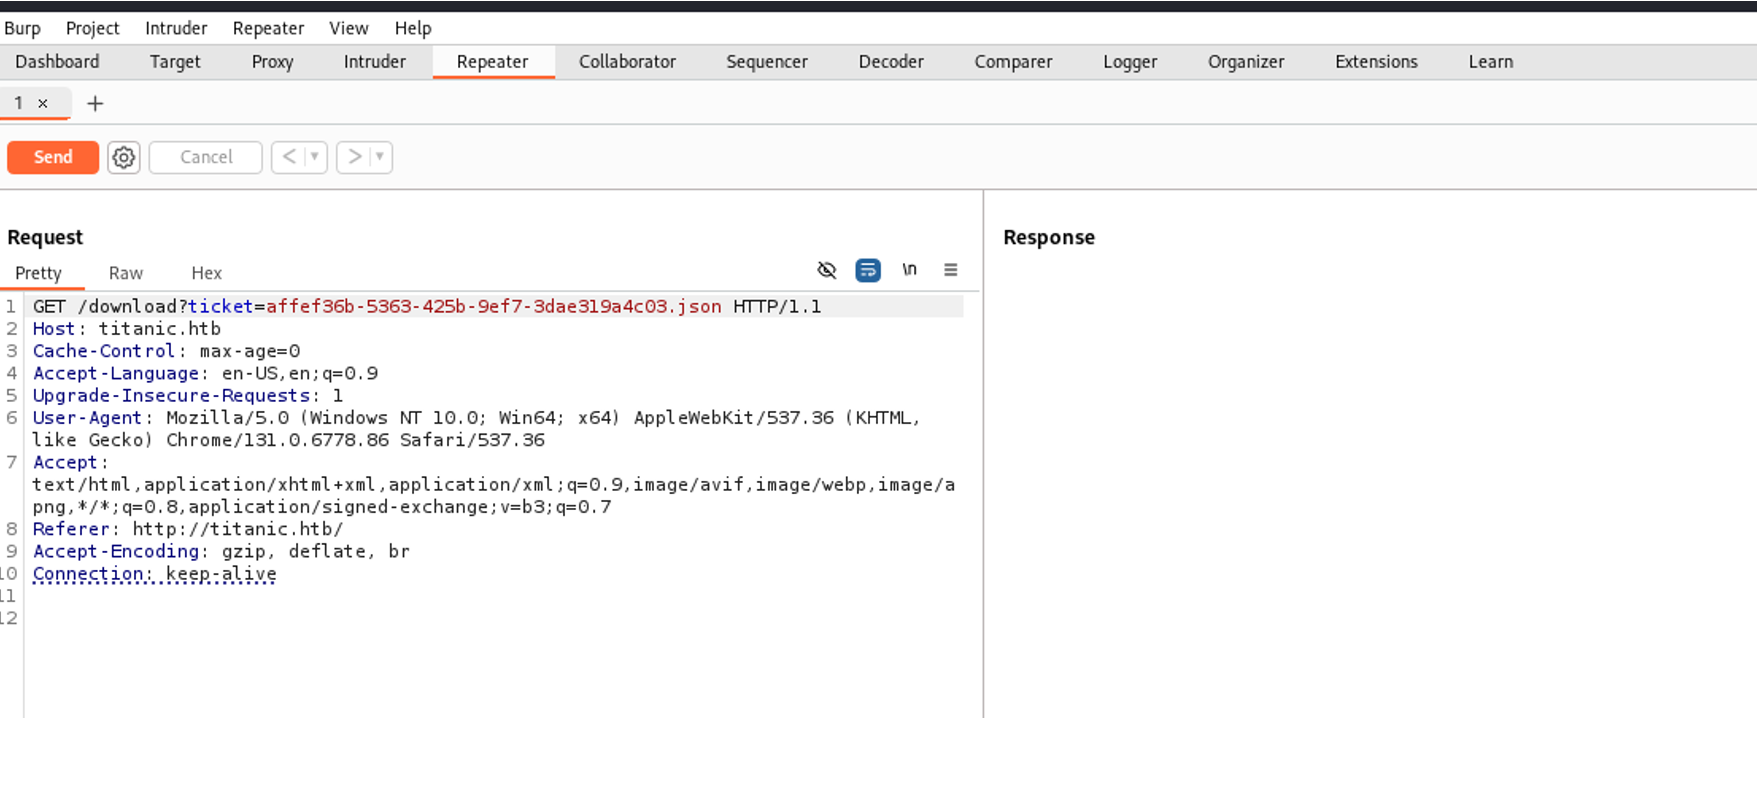 Burp Project Intruder Repeater View Help
Dashboard Target Proxy Intruder Repeater Collaborator Sequencer Decoder Comparer Logger Organizer Extensions Learn
1 × +
Send Cancel < ▼ > ▼
Request
Response
Pretty Raw Hex
\n
1 GET /download?ticket=affef36b-5363-425b-9ef7-3dae319a4c03.json HTTP/1.1
2 Host: titanic.htb
3 Cache-Control: max-age=0
4 Accept-Language: en-US,en;q=0.9
5 Upgrade-Insecure-Requests: 1
6 User-Agent: Mozilla/5.0 (Windows NT 10.0; Win64; x64) AppleWebKit/537.36 (KHTML,
like Gecko) Chrome/131.0.6778.86 Safari/537.36
7 Accept:
text/html,application/xhtml+xml,application/xml;q=0.9,image/avif,image/webp,image/a
png,*/*;q=0.8,application/signed-exchange;v=b3;q=0.7
8 Referer: http://titanic.htb/
9 Accept-Encoding: gzip, deflate, br
10 Connection: keep-alive
11
12